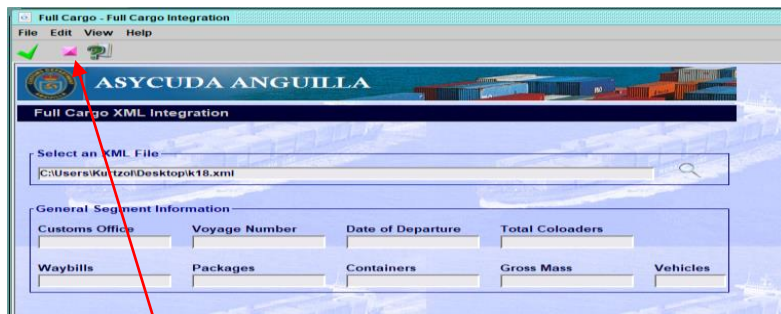 Full Cargo - Full Cargo Integration
File Edit View Help
ASYCUDA ANGUILLA
Full Cargo XML Integration
Select an XML File
C:\Users\Kurtzol\Desktop\k18.xml
General Segment Information
Customs Office Voyage Number Date of Departure Total Coloaders
Waybills Packages Containers Gross Mass Vehicles